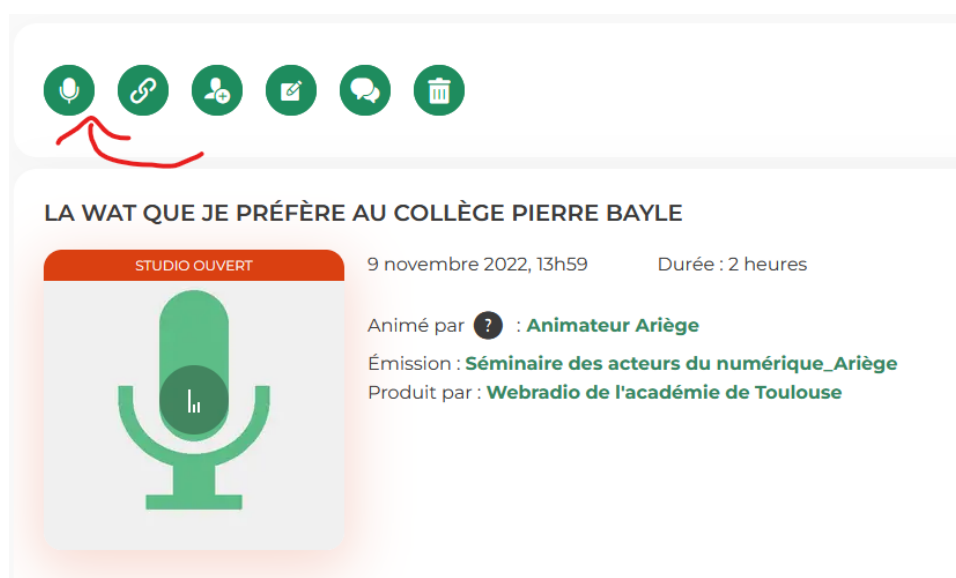 LA WAT QUE JE PRÉFÈRE AU COLLÈGE PIERRE BAYLE
STUDIO OUVERT
9 novembre 2022, 13h59 Durée : 2 heures
Animé par ? : Animateur Ariège
Émission : Séminaire des acteurs du numérique_Ariège
Produit par : Webradio de l'académie de Toulouse